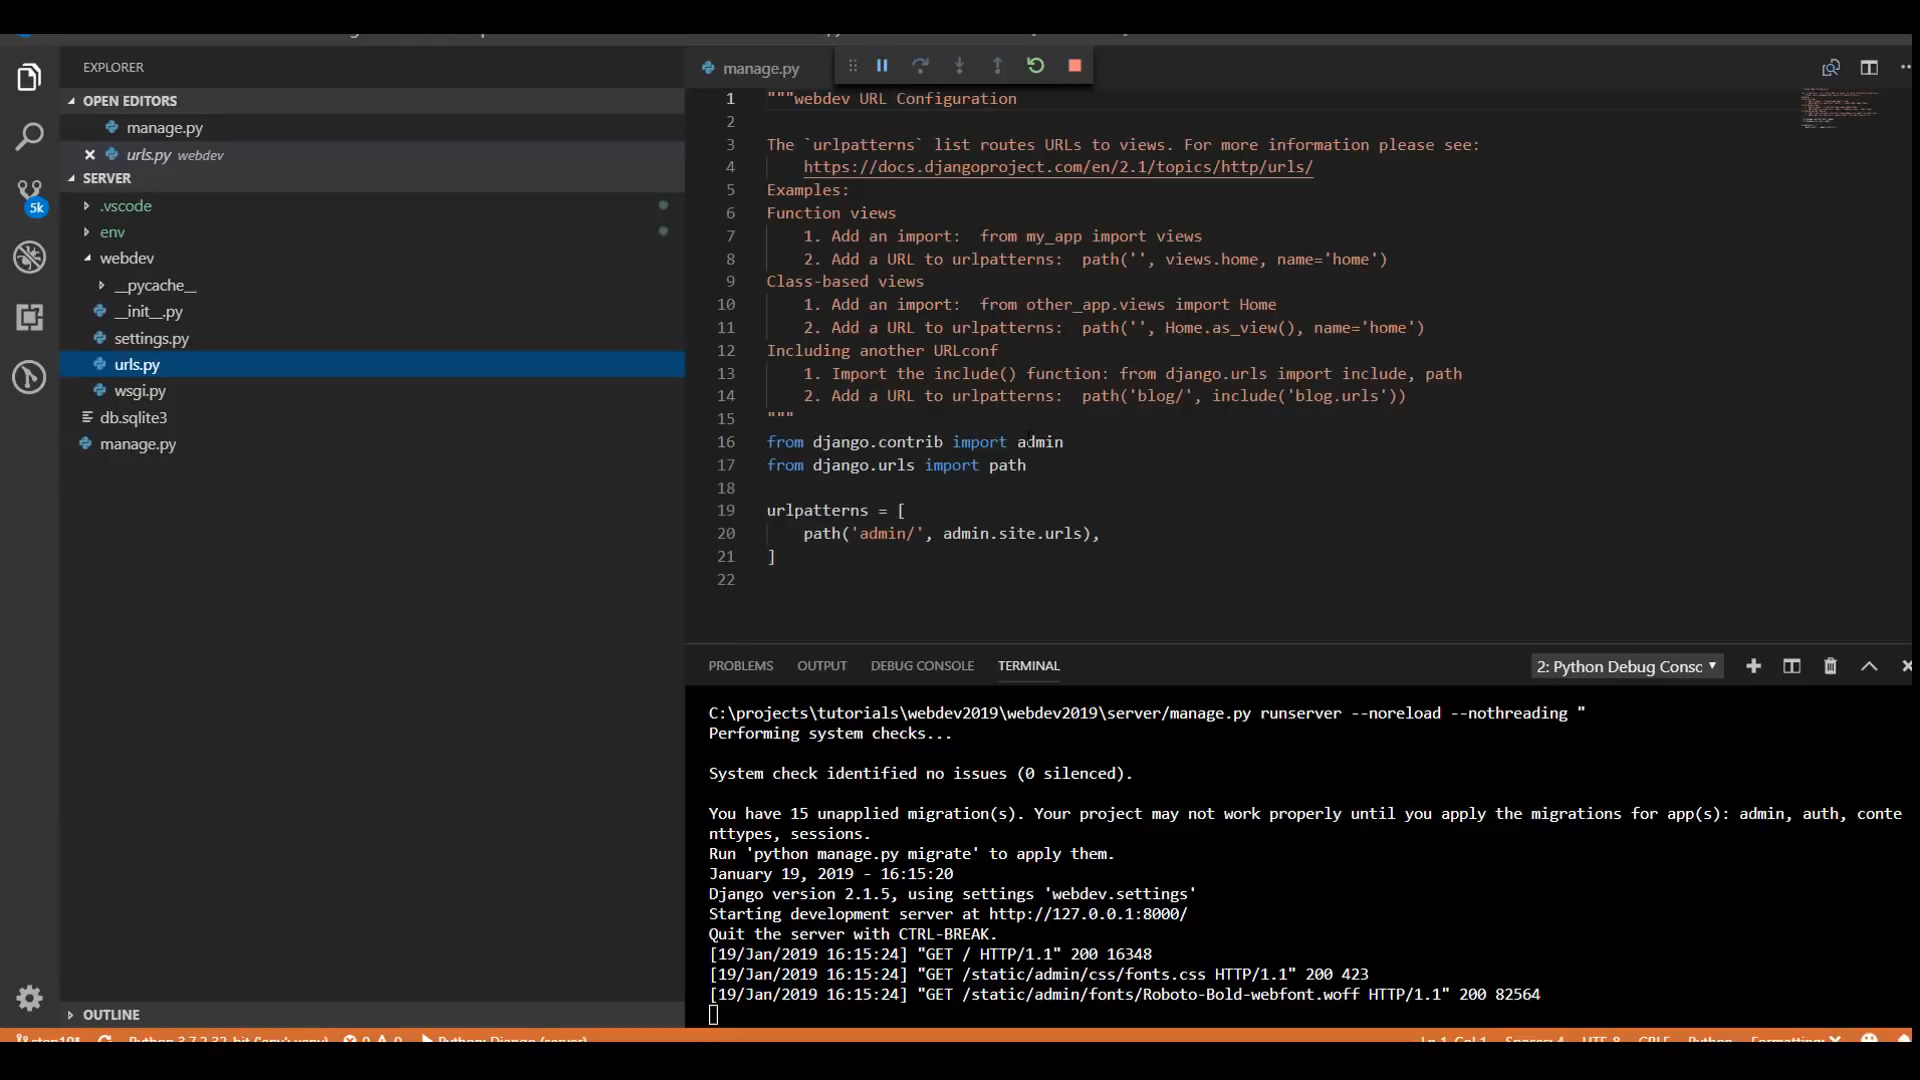 EXPLORER
OPEN EDITORS
manage.py
urls.py webdev
SERVER
5k
.vscode
env
webdev
__pycache__
__init__.py
settings.py
urls.py
wsgi.py
db.sqlite3
manage.py
OUTLINE
manage.py
1 """webdev URL Configuration
2
3 The `urlpatterns` list routes URLs to views. For more information please see:
4 https://docs.djangoproject.com/en/2.1/topics/http/urls/
5 Examples:
6 Function views
7 1. Add an import:  from my_app import views
8 2. Add a URL to urlpatterns:  path('', views.home, name='home')
9 Class-based views
10 1. Add an import:  from other_app.views import Home
11 2. Add a URL to urlpatterns:  path('', Home.as_view(), name='home')
12 Including another URLconf
13 1. Import the include() function: from django.urls import include, path
14 2. Add a URL to urlpatterns:  path('blog/', include('blog.urls'))
15 """
16 from django.contrib import admin
17 from django.urls import path
18
19 urlpatterns = [
20 path('admin/', admin.site.urls),
21 ]
22
PROBLEMS OUTPUT DEBUG CONSOLE TERMINAL 2: Python Debug Consc
C:\projects\tutorials\webdev2019\webdev2019\server/manage.py runserver --noreload --nothreading "
Performing system checks...
System check identified no issues (0 silenced).
You have 15 unapplied migration(s). Your project may not work properly until you apply the migrations for app(s): admin, auth, conte
nttypes, sessions.
Run 'python manage.py migrate' to apply them.
January 19, 2019 - 16:15:20
Django version 2.1.5, using settings 'webdev.settings'
Starting development server at http://127.0.0.1:8000/
Quit the server with CTRL-BREAK.
[19/Jan/2019 16:15:24] "GET / HTTP/1.1" 200 16348
[19/Jan/2019 16:15:24] "GET /static/admin/css/fonts.css HTTP/1.1" 200 423
[19/Jan/2019 16:15:24] "GET /static/admin/fonts/Roboto-Bold-webfont.woff HTTP/1.1" 200 82564